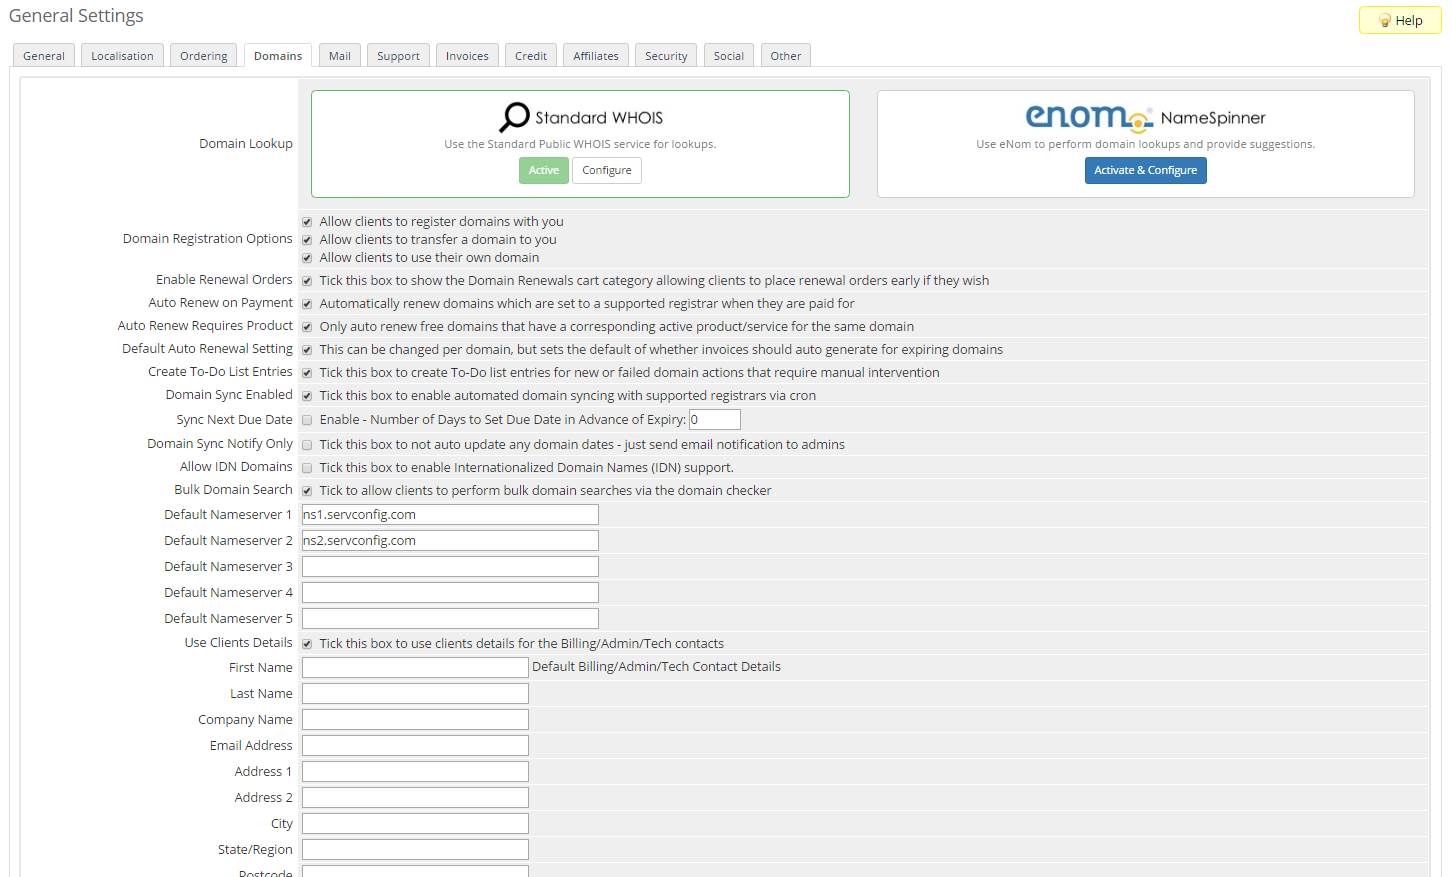 General Settings
Help
General Localisation Ordering Domains Mail Support Invoices Credit Affiliates Security Social Other
Domain Lookup
Standard WHOIS
Use the Standard Public WHOIS service for lookups.
Active Configure
enom NameSpinner
Use eNom to perform domain lookups and provide suggestions.
Activate & Configure
Domain Registration Options
Allow clients to register domains with you
Allow clients to transfer a domain to you
Allow clients to use their own domain
Enable Renewal Orders Tick this box to show the Domain Renewals cart category allowing clients to place renewal orders early if they wish
Auto Renew on Payment Automatically renew domains which are set to a supported registrar when they are paid for
Auto Renew Requires Product Only auto renew free domains that have a corresponding active product/service for the same domain
Default Auto Renewal Setting This can be changed per domain, but sets the default of whether invoices should auto generate for expiring domains
Create To-Do List Entries Tick this box to create To-Do list entries for new or failed domain actions that require manual intervention
Domain Sync Enabled Tick this box to enable automated domain syncing with supported registrars via cron
Sync Next Due Date Enable - Number of Days to Set Due Date in Advance of Expiry: 0
Domain Sync Notify Only Tick this box to not auto update any domain dates - just send email notification to admins
Allow IDN Domains Tick this box to enable Internationalized Domain Names (IDN) support.
Bulk Domain Search Tick to allow clients to perform bulk domain searches via the domain checker
Default Nameserver 1 ns1.servconfig.com
Default Nameserver 2 ns2.servconfig.com
Default Nameserver 3
Default Nameserver 4
Default Nameserver 5
Use Clients Details Tick this box to use clients details for the Billing/Admin/Tech contacts
First Name Default Billing/Admin/Tech Contact Details
Last Name
Company Name
Email Address
Address 1
Address 2
City
State/Region
Postcode